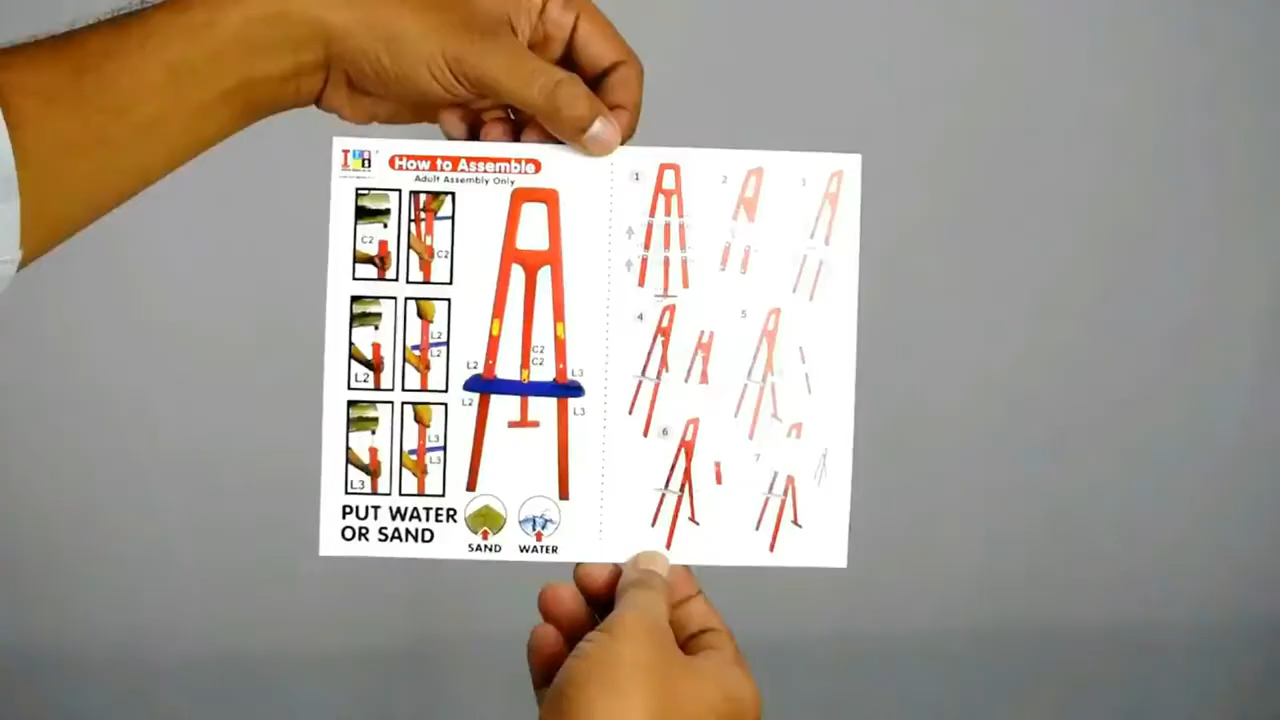 How to Assemble
Adult Assembly Only
C2
C2
L2
L2
L2
L3
L3
L3
C2
C2
L2
L3
L2
L3
PUT WATER
OR SAND
SAND
WATER
1
2
3
4
5
6
7